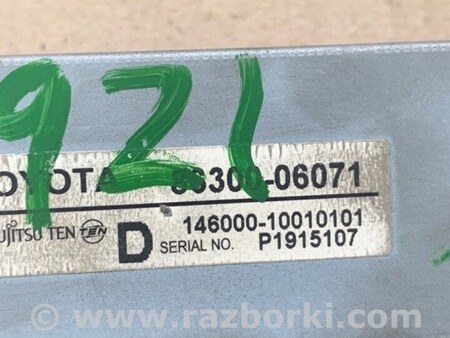 921
OYOTA 86300-06071
UJITSU TEN TEN D 146000-10010101
SERIAL NO. P1915107
© www.razborki.com